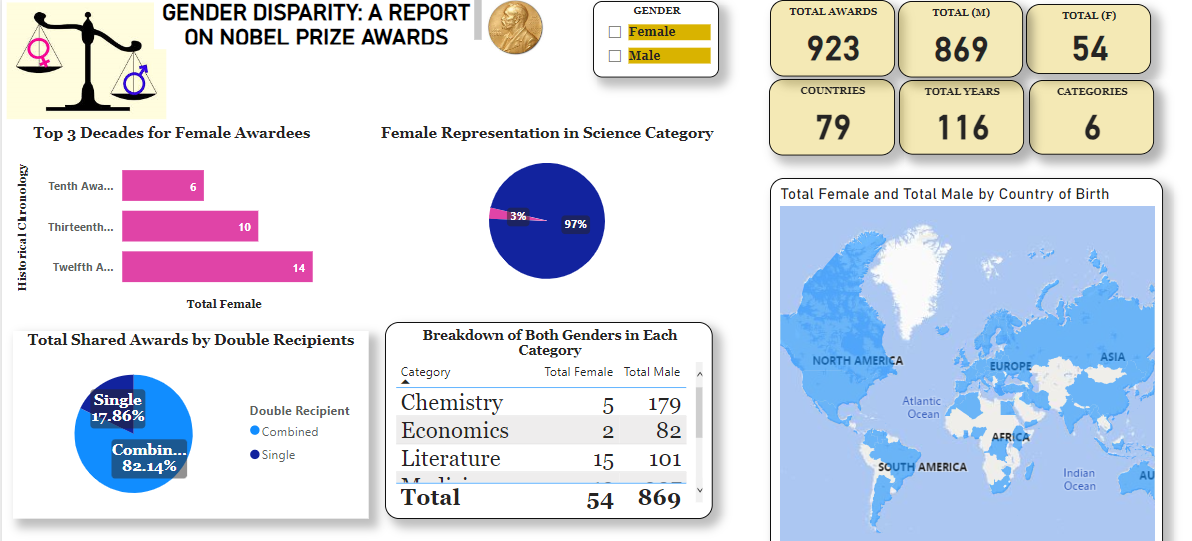 GENDER DISPARITY: A REPORT
ON NOBEL PRIZE AWARDS
GENDER
Female
Male
TOTAL AWARDS
923
TOTAL (M)
869
TOTAL (F)
54
COUNTRIES
79
TOTAL YEARS
116
CATEGORIES
6
Top 3 Decades for Female Awardees
Historical Chronology
Tenth Awa...
6
Thirteenth...
10
Twelfth A...
14
Total Female
Female Representation in Science Category
3%
97%
Total Shared Awards by Double Recipients
Single
17.86%
Combin...
82.14%
Double Recipient
Combined
Single
Breakdown of Both Genders in Each
Category
Category Total Female Total Male
Chemistry 5 179
Economics 2 82
Literature 15 101
Total 54 869
Total Female and Total Male by Country of Birth
NORTH AMERICA
EUROPE
ASIA
Atlantic
Ocean
AFRICA
SOUTH AMERICA
Indian
Ocean
AU